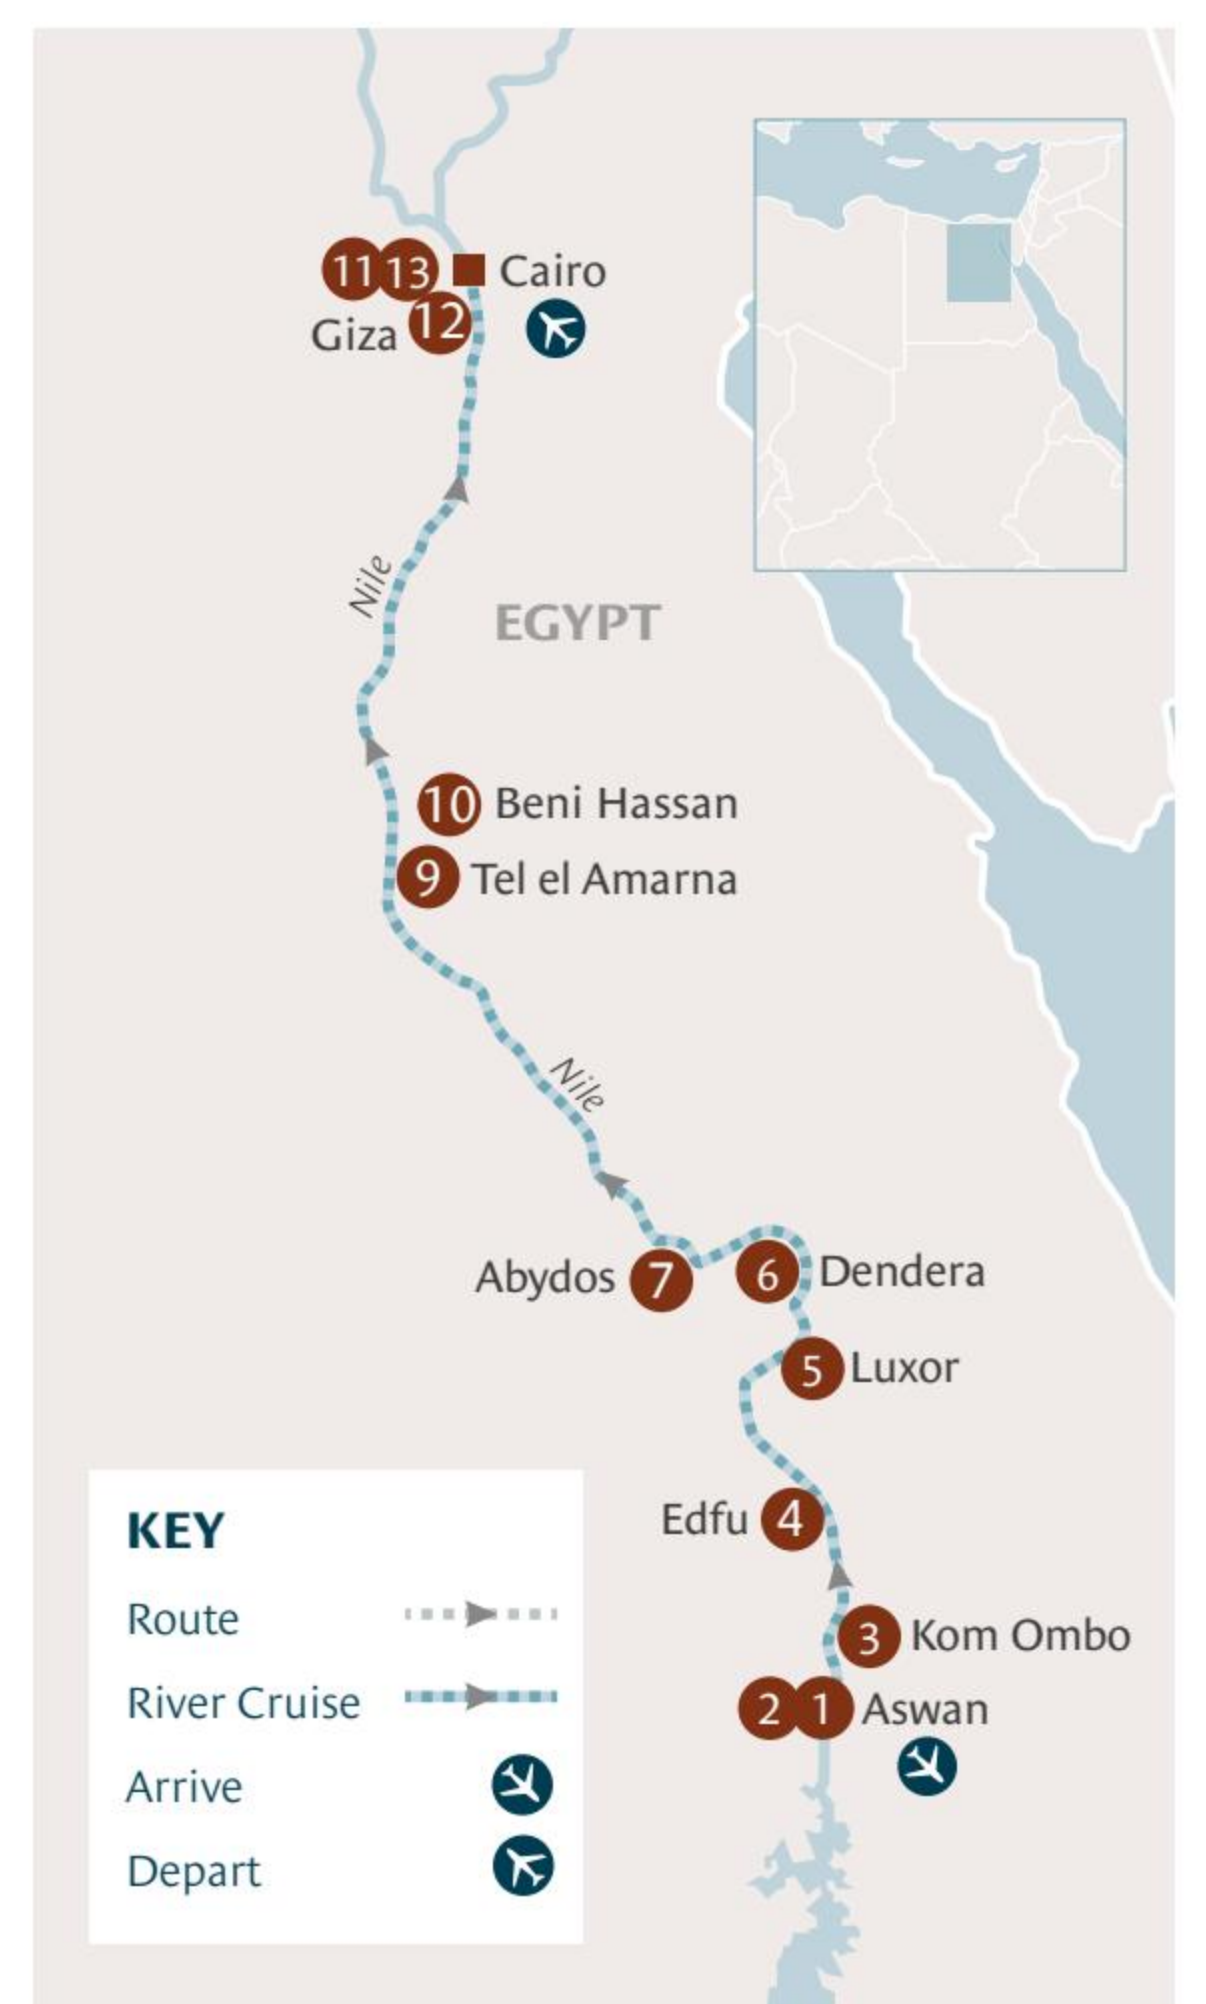 11 13 Cairo
Giza 12
Nile
EGYPT
10 Beni Hassan
9 Tel el Amarna
Nile
Abydos 7 6 Dendera
5 Luxor
Edfu 4
3 Kom Ombo
2 1 Aswan
KEY
Route
River Cruise
Arrive
Depart